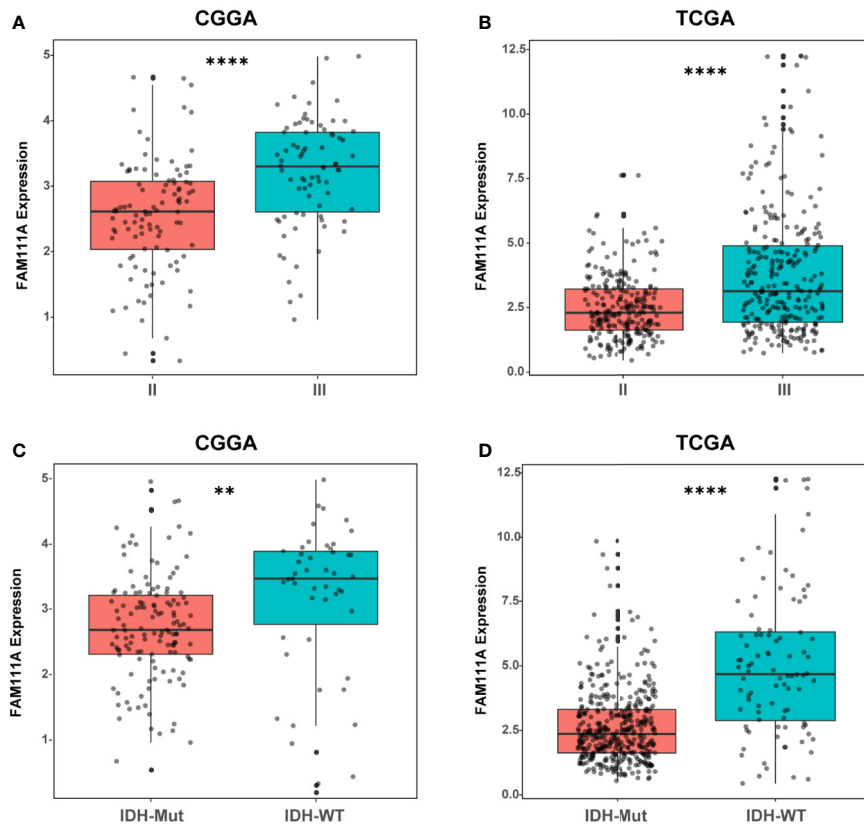 A
CGGA
****
FAM111A Expression
5
4
3
2
1
II
III
B
TCGA
****
FAM111A Expression
12.5
10.0
7.5
5.0
2.5
0.0
II
III
C
CGGA
**
FAM111A Expression
5
4
3
2
1
IDH-Mut
IDH-WT
D
TCGA
****
FAM111A Expression
12.5
10.0
7.5
5.0
2.5
0.0
IDH-Mut
IDH-WT